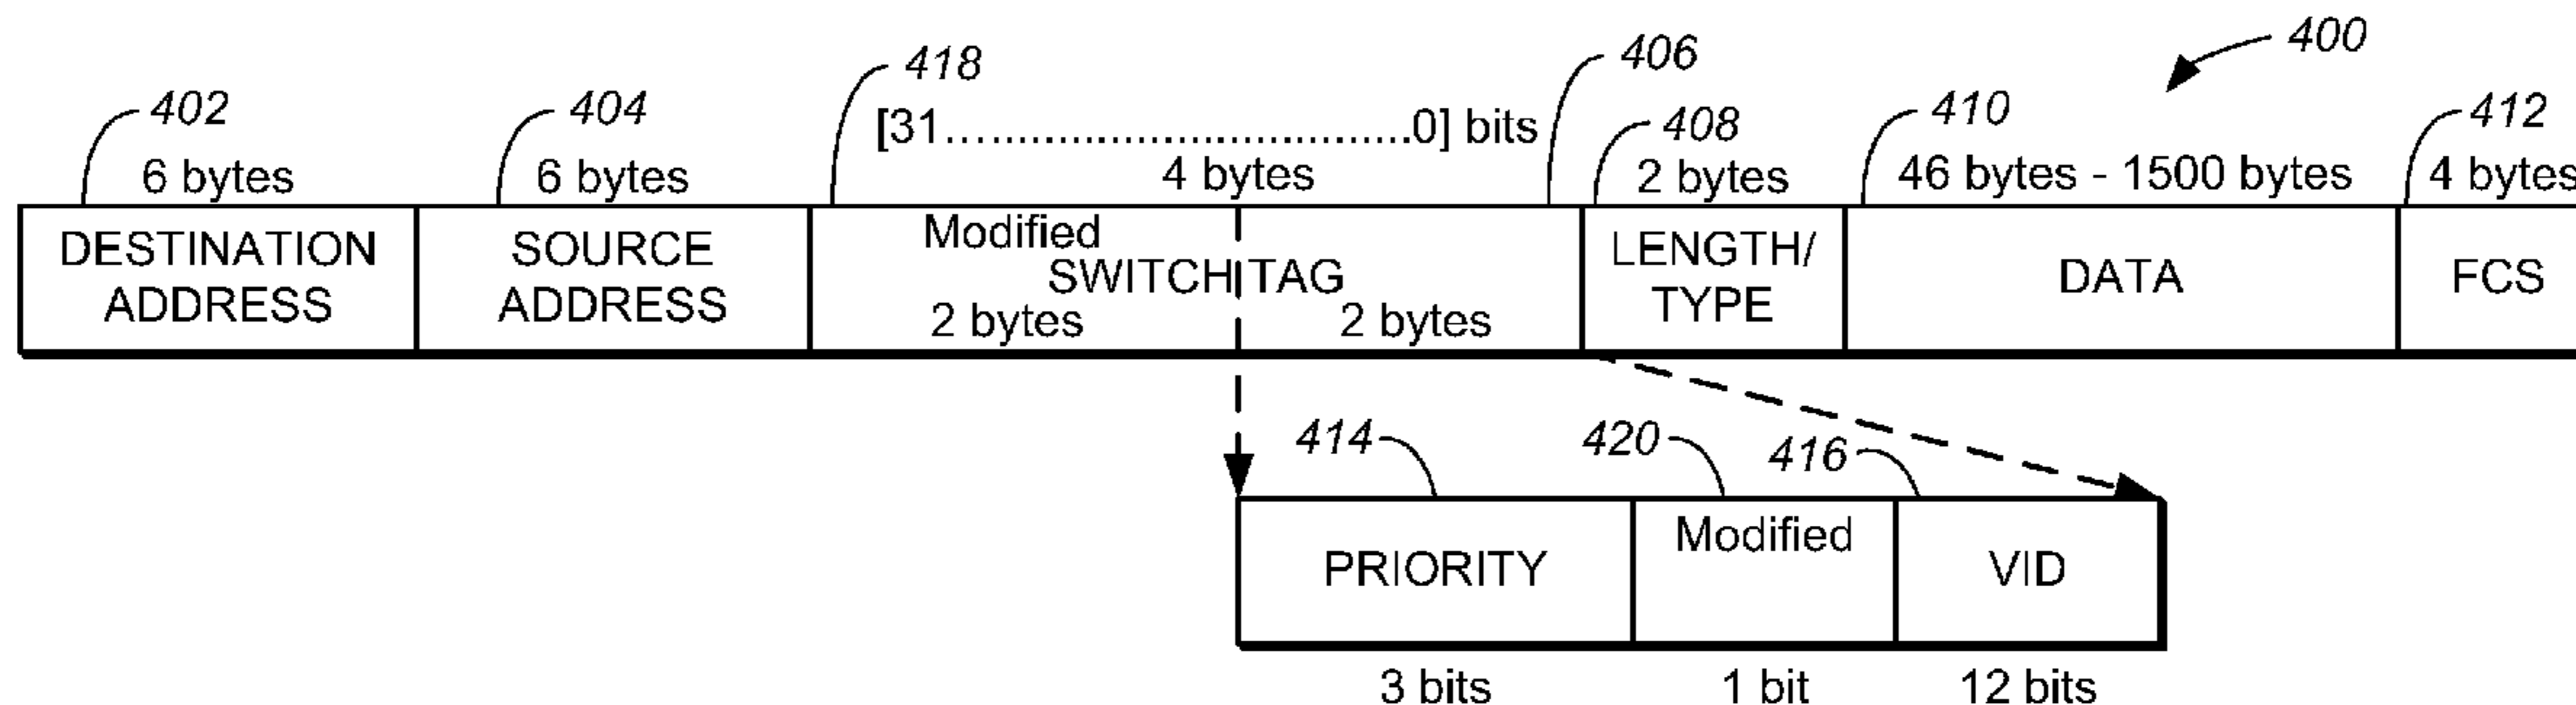 400
418
406
402
404
[31..................................0] bits
408
410
412
6 bytes
6 bytes
4 bytes
2 bytes
46 bytes - 1500 bytes
4 bytes
DESTINATION
ADDRESS
SOURCE
ADDRESS
Modified
SWITCH TAG
2 bytes
2 bytes
LENGTH/
TYPE
DATA
FCS
414
420
416
PRIORITY
Modified
VID
3 bits
1 bit
12 bits